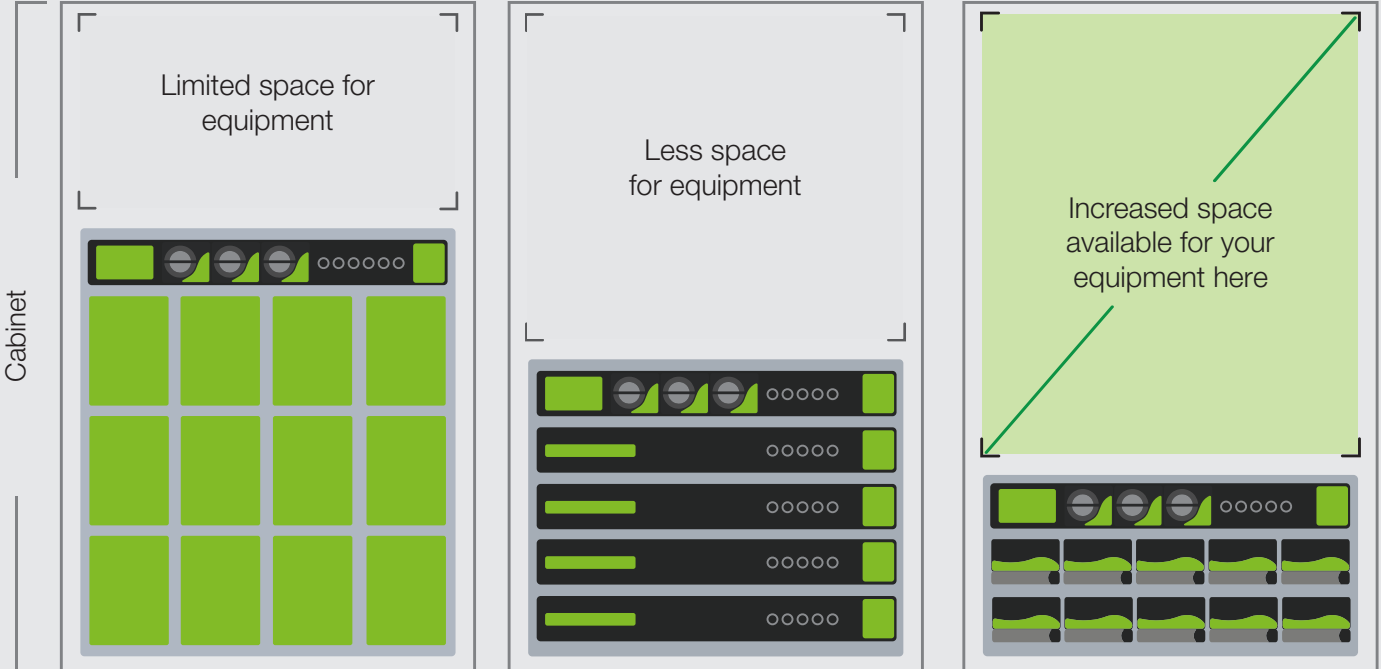 Cabinet
Limited space for
equipment
Less space
for equipment
Increased space
available for your
equipment here